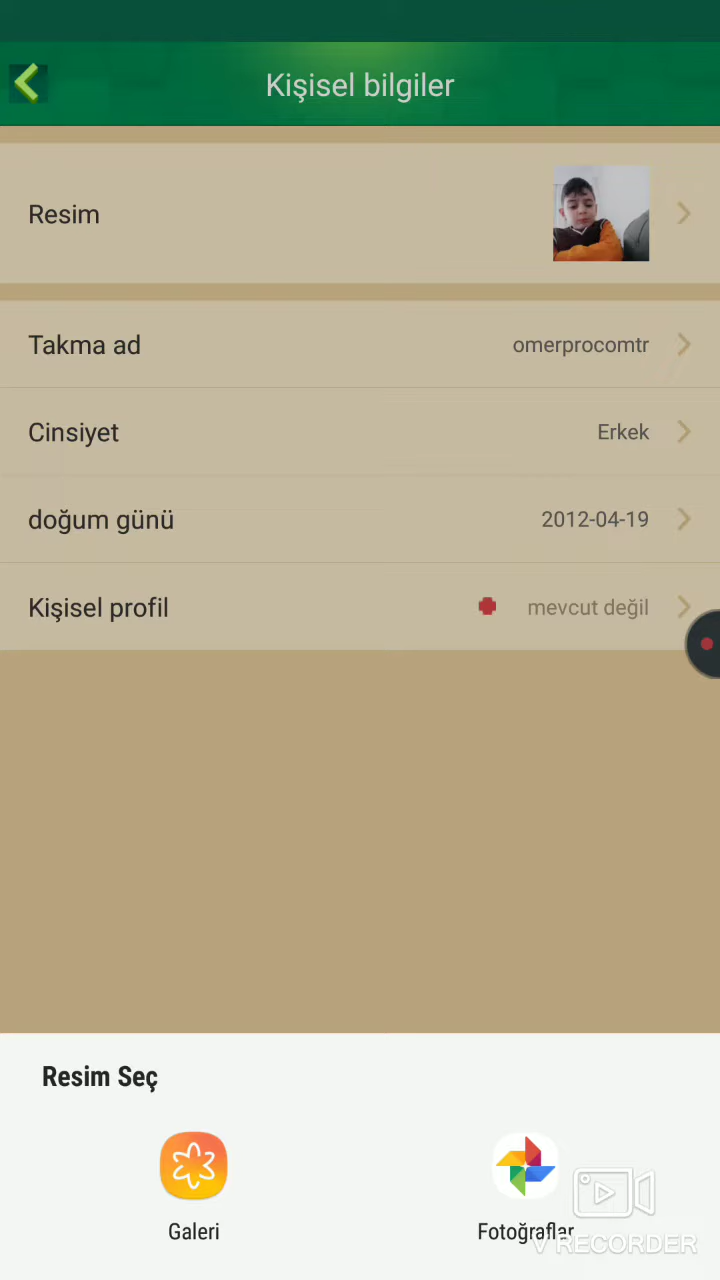 Kişisel bilgiler
Resim
Takma ad omerprocomtr
Cinsiyet Erkek
doğum günü 2012-04-19
Kişisel profil mevcut değil
Resim Seç
Galeri Fotoğraflar
V RECORDER